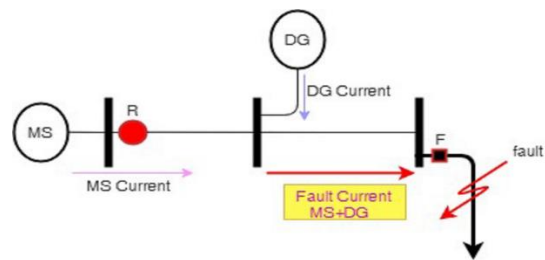 DG
DG Current
R
MS
F
fault
MS Current
Fault Current
MS+DG